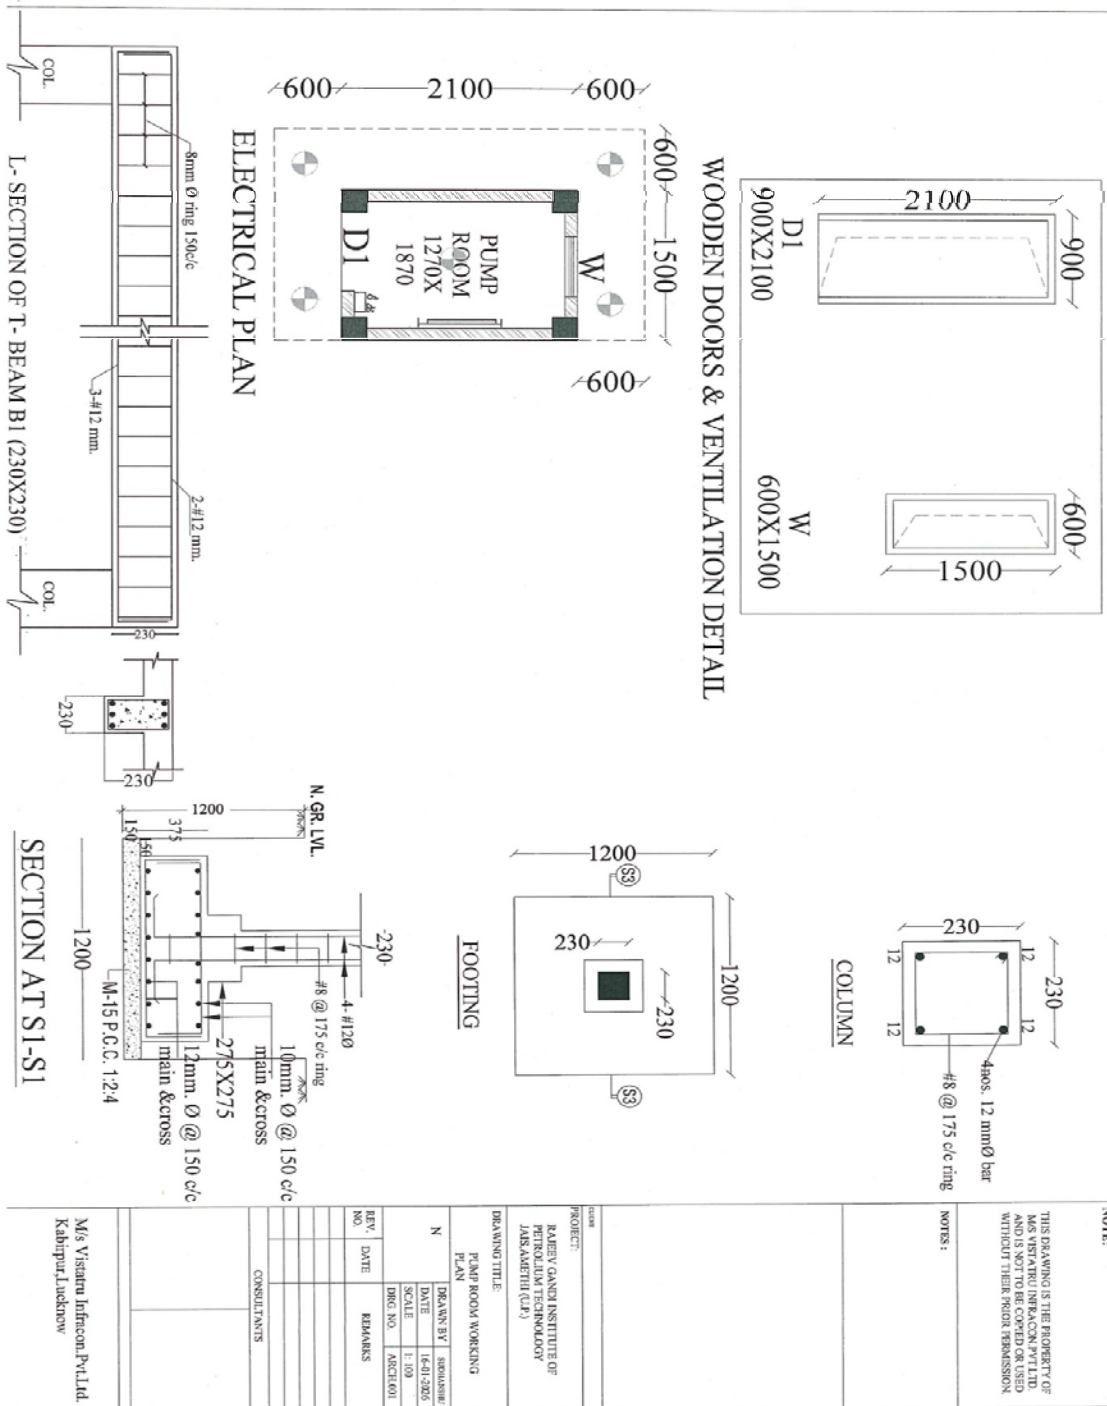 2100
900
D1
900X2100
600
1500
W
600X1500
WOODEN DOORS & VENTILATION DETAIL
600
2100
600
600
1500
600
W
PUMP
ROOM
1270X
1870
D1
ELECTRICAL PLAN
COL.
8mm Ø ring 150c/c
3-#12 mm.
2-#12 mm.
COL.
230
L- SECTION OF T- BEAM B1 (230X230)
230
230
230
230
12
12
12
12
4nos. 12 mmØ bar
#8 @ 175 c/c ring
COLUMN
1200
1200
S3
S3
230
230
FOOTING
N. GR. LVL.
1200
375
150
150
230
4- #12Ø
#8 @ 175 c/c ring
10mm. Ø @ 150 c/c
main &cross
275X275
12mm. Ø @ 150 c/c
main &cross
M-15 P.C.C. 1:2:4
1200
SECTION AT S1-S1
NOTE:
THIS DRAWING IS THE PROPERTY OF
M/S VISTATRU INFRACON.PVT.LTD.
AND IS NOT TO BE COPIED OR USED
WITHOUT THEIR PRIOR PERMISSION.
NOTES :
PROJECT:
RAJEEV GANDI INSTITUTE OF
PETROLIUM TECHNOLOGY
JAIS,AMETHI (U.P.)
DRAWING TITLE:
PUMP ROOM WORKING
PLAN
N
DRAWN BY SUDHANSHU
DATE 16-01-2026
SCALE 1: 100
DRG. NO. ARCH.001
REV. NO. DATE REMARKS
CONSULTANTS
M/s Vistatru Infracon.Pvt.Ltd.
Kabirpur,Lucknow